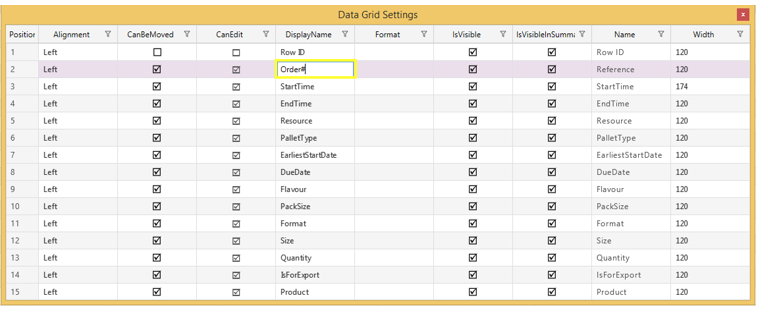 Data Grid Settings
x
Position Alignment CanBeMoved CanEdit DisplayName Format IsVisible IsVisibleInSumma Name Width
1 Left Row ID Row ID 120
2 Left Order# Reference 120
3 Left StartTime StartTime 174
4 Left EndTime EndTime 120
5 Left Resource Resource 120
6 Left PalletType PalletType 120
7 Left EarliestStartDate EarliestStartDate 120
8 Left DueDate DueDate 120
9 Left Flavour Flavour 120
10 Left PackSize PackSize 120
11 Left Format Format 120
12 Left Size Size 120
13 Left Quantity Quantity 120
14 Left IsForExport IsForExport 120
15 Left Product Product 120